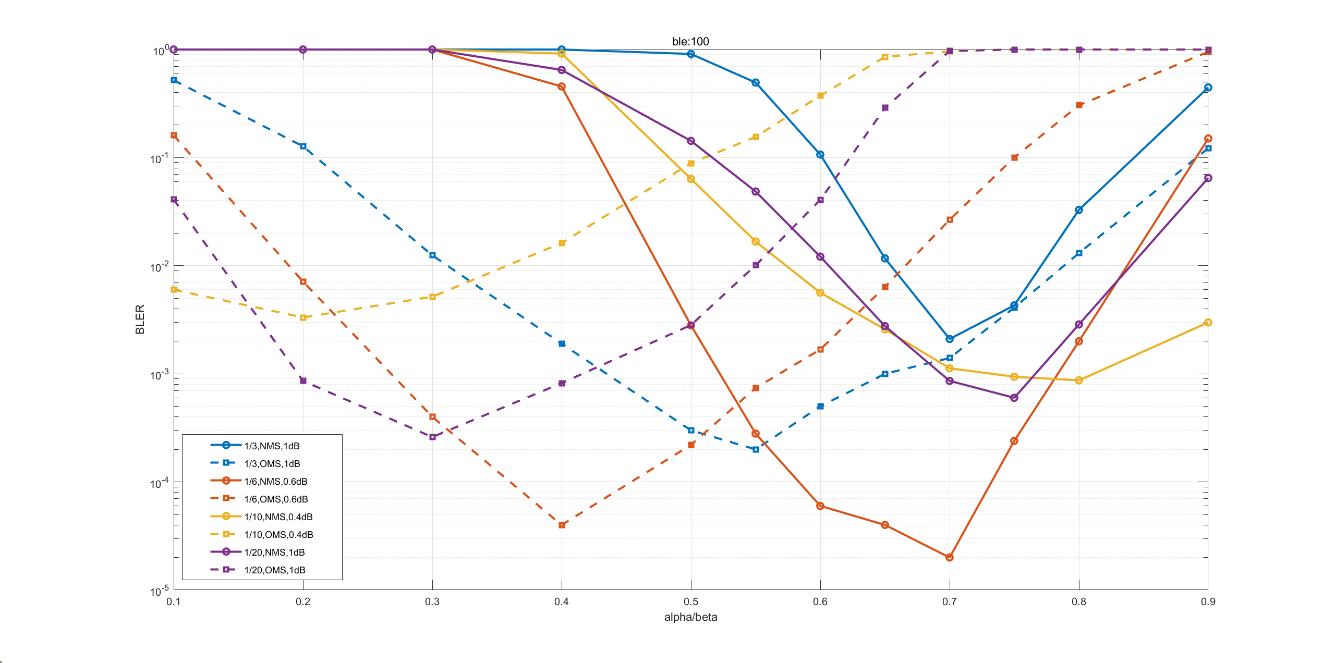 ble:100
10^0
10^-1
10^-2
10^-3
10^-4
10^-5
BLER
1/3,NMS,1dB
1/3,OMS,1dB
1/6,NMS,0.6dB
1/6,OMS,0.6dB
1/10,NMS,0.4dB
1/10,OMS,0.4dB
1/20,NMS,1dB
1/20,OMS,1dB
0.1 0.2 0.3 0.4 0.5 0.6 0.7 0.8 0.9
alpha/beta